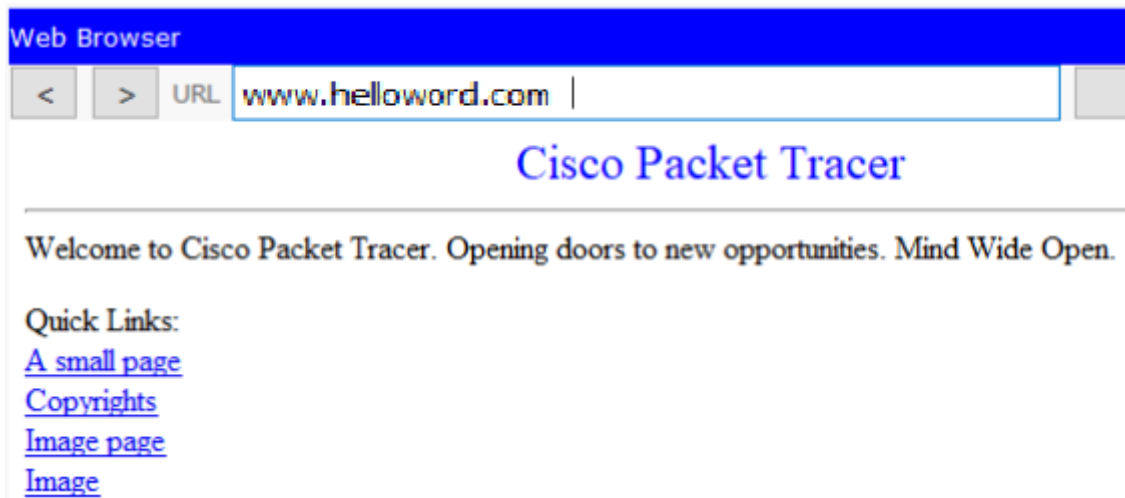 Web Browser
< > URL www.helloword.com
Cisco Packet Tracer
Welcome to Cisco Packet Tracer. Opening doors to new opportunities. Mind Wide Open.
Quick Links:
A small page
Copyrights
Image page
Image